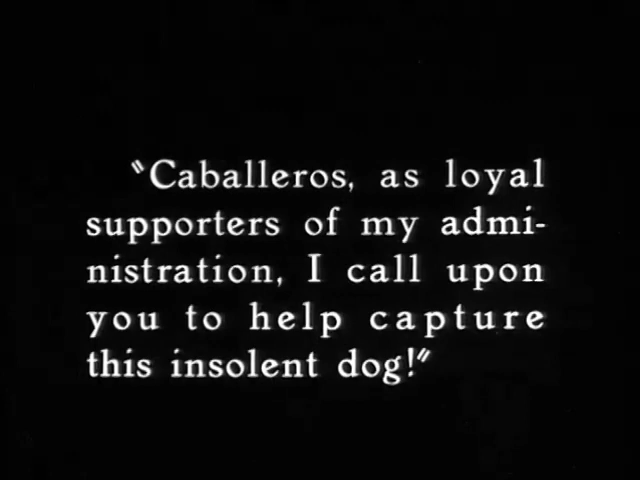 "Caballeros, as loyal
supporters of my admi-
nistration, I call upon
you to help capture
this insolent dog!"